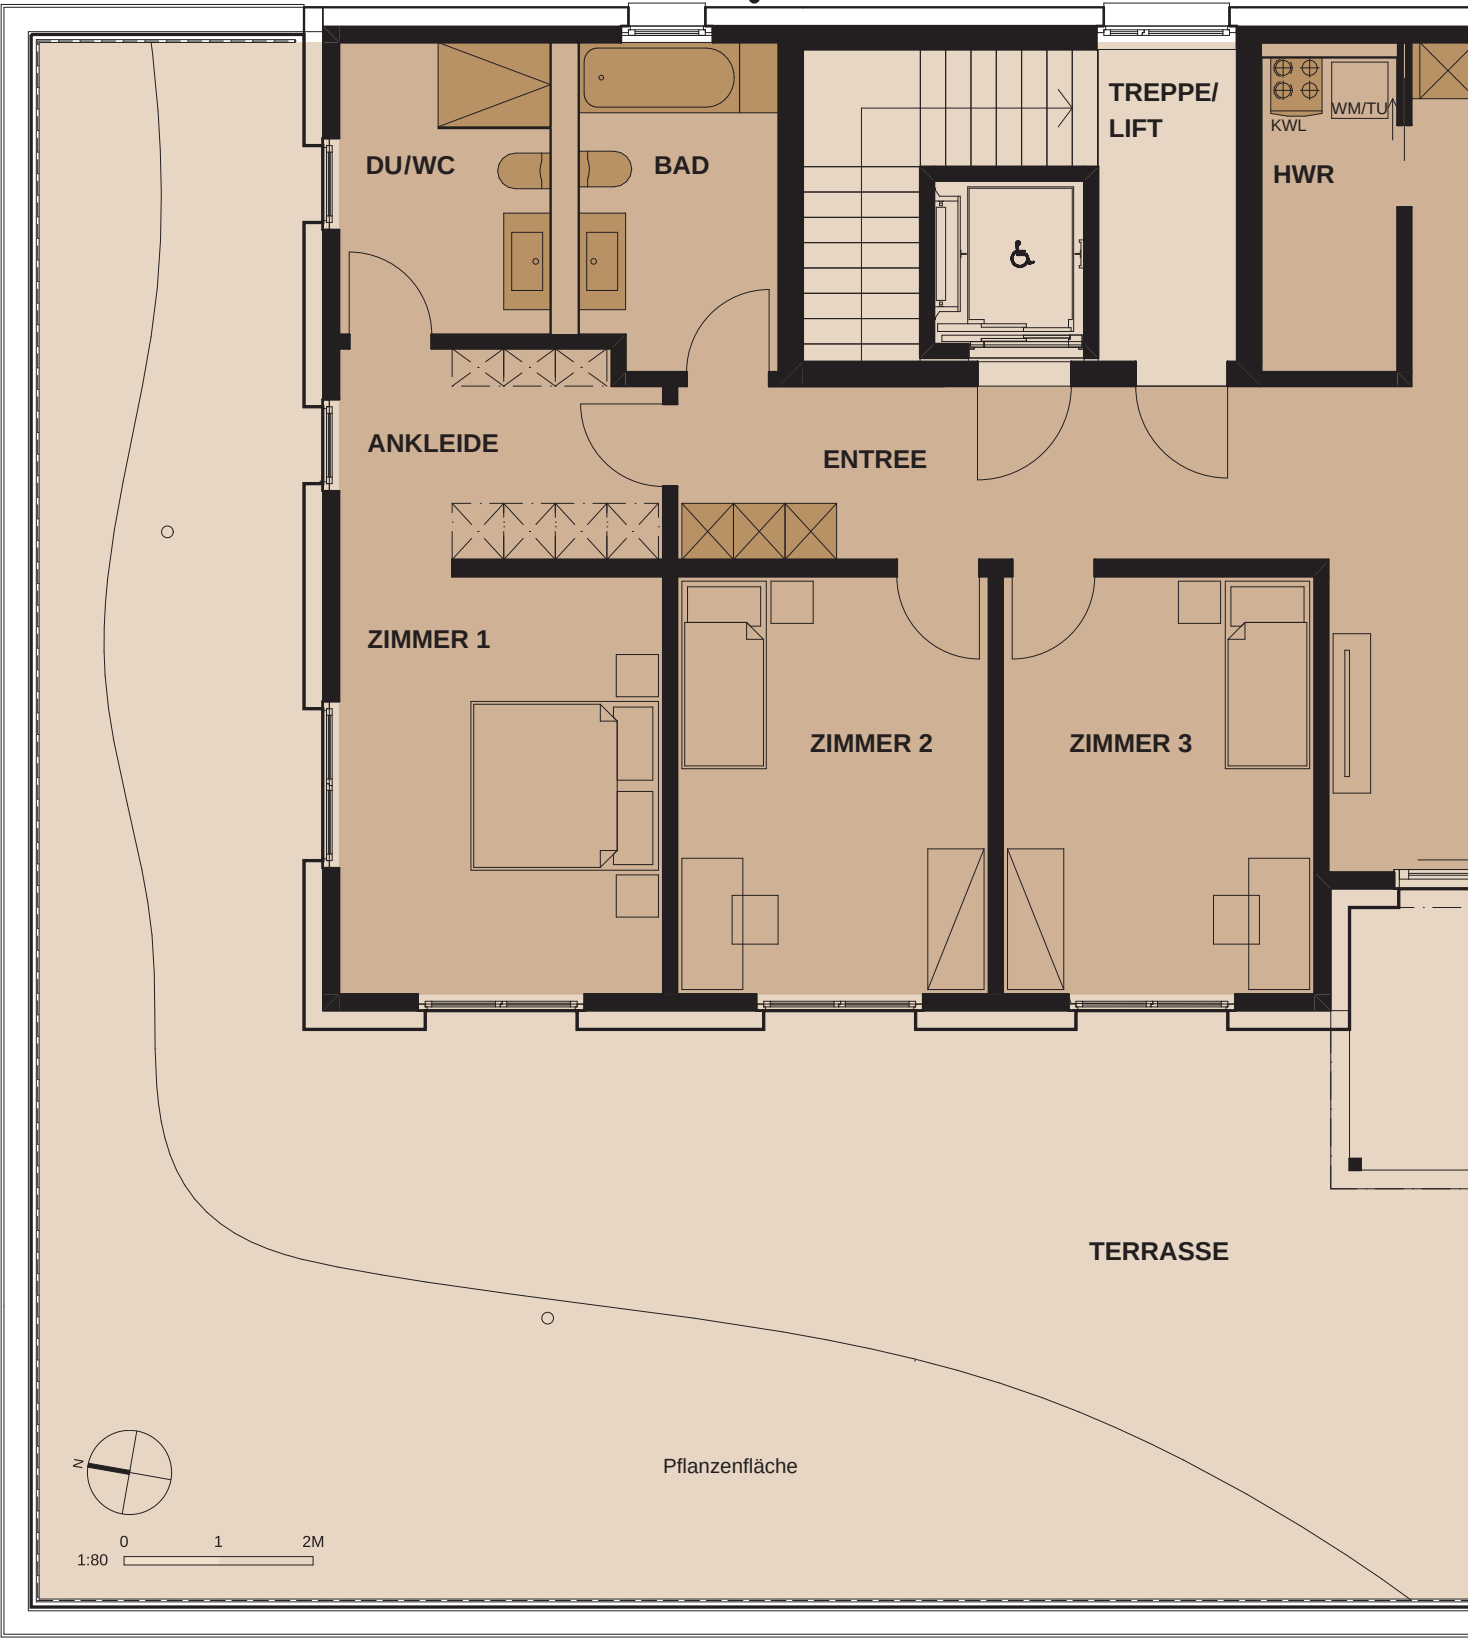 TREPPE/
LIFT
WM/TU
KWL
DU/WC
BAD
HWR
ANKLEIDE
ENTREE
ZIMMER 1
ZIMMER 2
ZIMMER 3
TERRASSE
Pflanzenfläche
N
0 1 2M
1:80